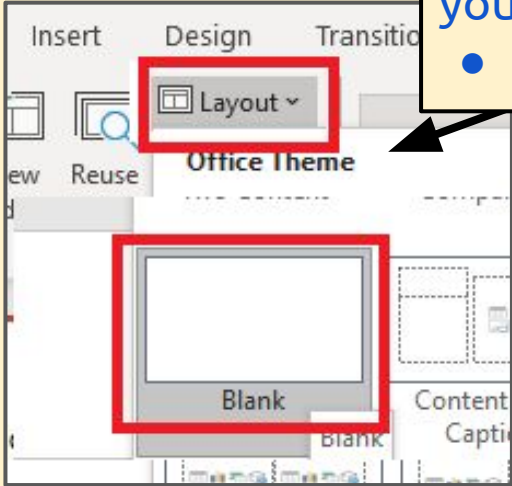 you
Insert Design Transitio
Layout
ew Reuse
Office Theme
Blank
Content
Blank Captio